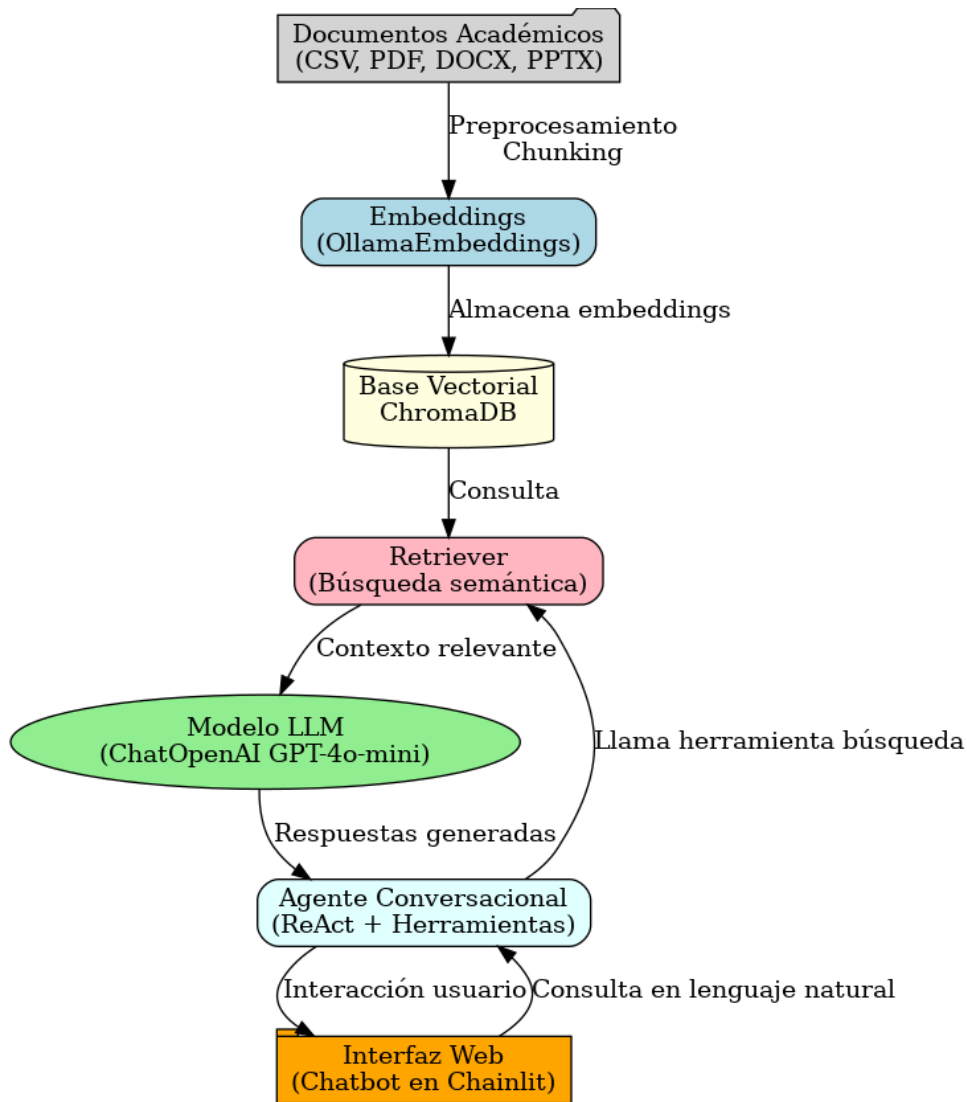 Documentos Académicos
(CSV, PDF, DOCX, PPTX)
Preprocesamiento
Chunking
Embeddings
(OllamaEmbeddings)
Almacena embeddings
Base Vectorial
ChromaDB
Consulta
Retriever
(Búsqueda semántica)
Contexto relevante
Modelo LLM
(ChatOpenAI GPT-4o-mini)
Llama herramienta búsqueda
Respuestas generadas
Agente Conversacional
(ReAct + Herramientas)
Interacción usuario
Consulta en lenguaje natural
Interfaz Web
(Chatbot en Chainlit)